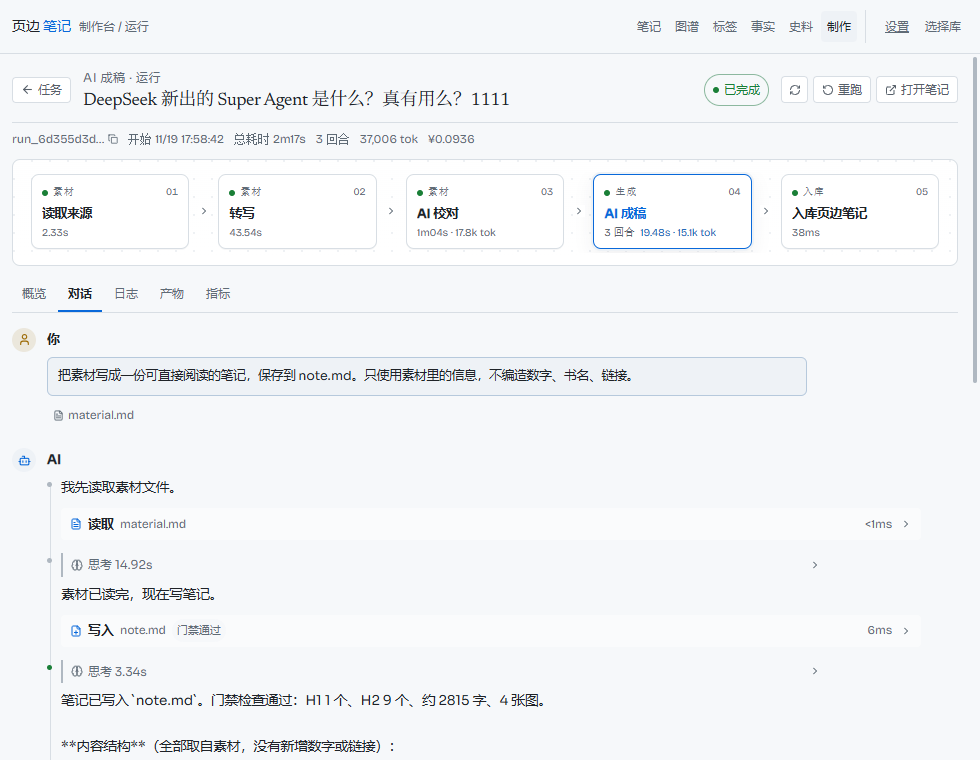 页边 笔记 制作台 / 运行 笔记 图谱 标签 事实 史料 制作 设置 选择库
← 任务 AI 成稿 · 运行 已完成 重跑 打开笔记
DeepSeek 新出的 Super Agent 是什么？真有用么？1111
run_6d355d3d... 开始 11/19 17:58:42 总耗时 2m17s 3 回合 37,006 tok ¥0.0936
素材 01 素材 02 素材 03 生成 04 入库 05
读取来源 转写 AI 校对 AI 成稿 入库页边笔记
2.33s 43.54s 1m04s · 17.8k tok 3 回合 19.48s · 15.1k tok 38ms
概览 对话 日志 产物 指标
你
把素材写成一份可直接阅读的笔记，保存到 note.md。只使用素材里的信息，不编造数字、书名、链接。
material.md
AI
我先读取素材文件。
读取 material.md <1ms
思考 14.92s
素材已读完，现在写笔记。
写入 note.md 门禁通过 6ms
思考 3.34s
笔记已写入`note.md`。门禁检查通过：H1 1 个、H2 9 个、约 2815 字、4 张图。
**内容结构**（全部取自素材，没有新增数字或链接）：